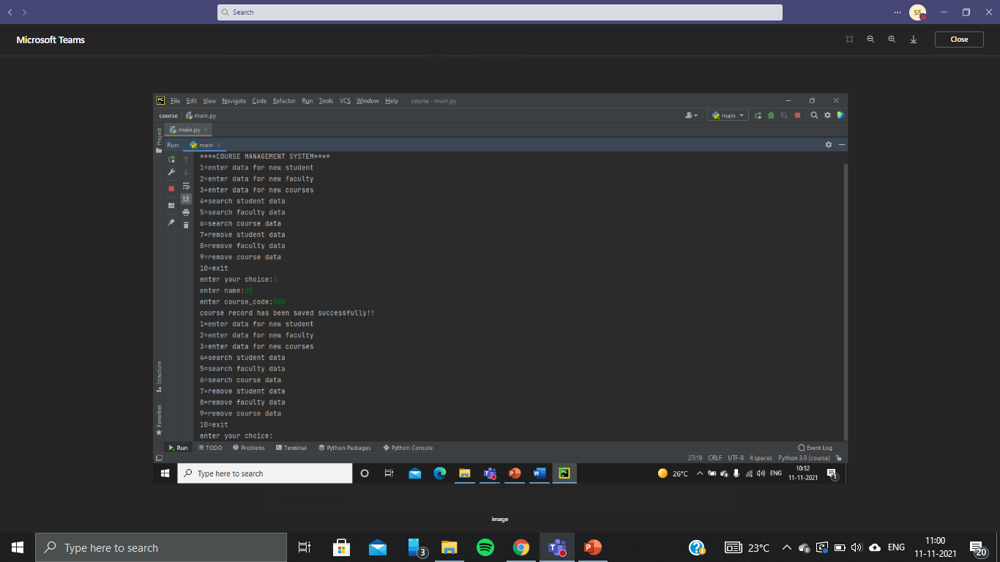 Search
SS
Microsoft Teams
Close
PC File Edit View Navigate Code Refactor Run Tools VCS Window Help course - main.py
course main.py
main
Project
main.py
Run: main
****COURSE MANAGEMENT SYSTEM****
1=enter data for new student
2=enter data for new faculty
3=enter data for new courses
4=search student data
5=search faculty data
6=search course data
7=remove student data
8=remove faculty data
9=remove course data
10=exit
enter your choice:3
enter name:DS
enter course_code:008
course record has been saved successfully!!
1=enter data for new student
2=enter data for new faculty
3=enter data for new courses
4=search student data
5=search faculty data
6=search course data
7=remove student data
8=remove faculty data
9=remove course data
10=exit
enter your choice:
Structure
Favorites
Run TODO Problems Terminal Python Packages Python Console Event Log
27:19 CRLF UTF-8 4 spaces Python 3.9 (course)
Type here to search
26°C ENG 10:52
11-11-2021
1
image
Type here to search
3
23°C ENG 11:00
11-11-2021
20